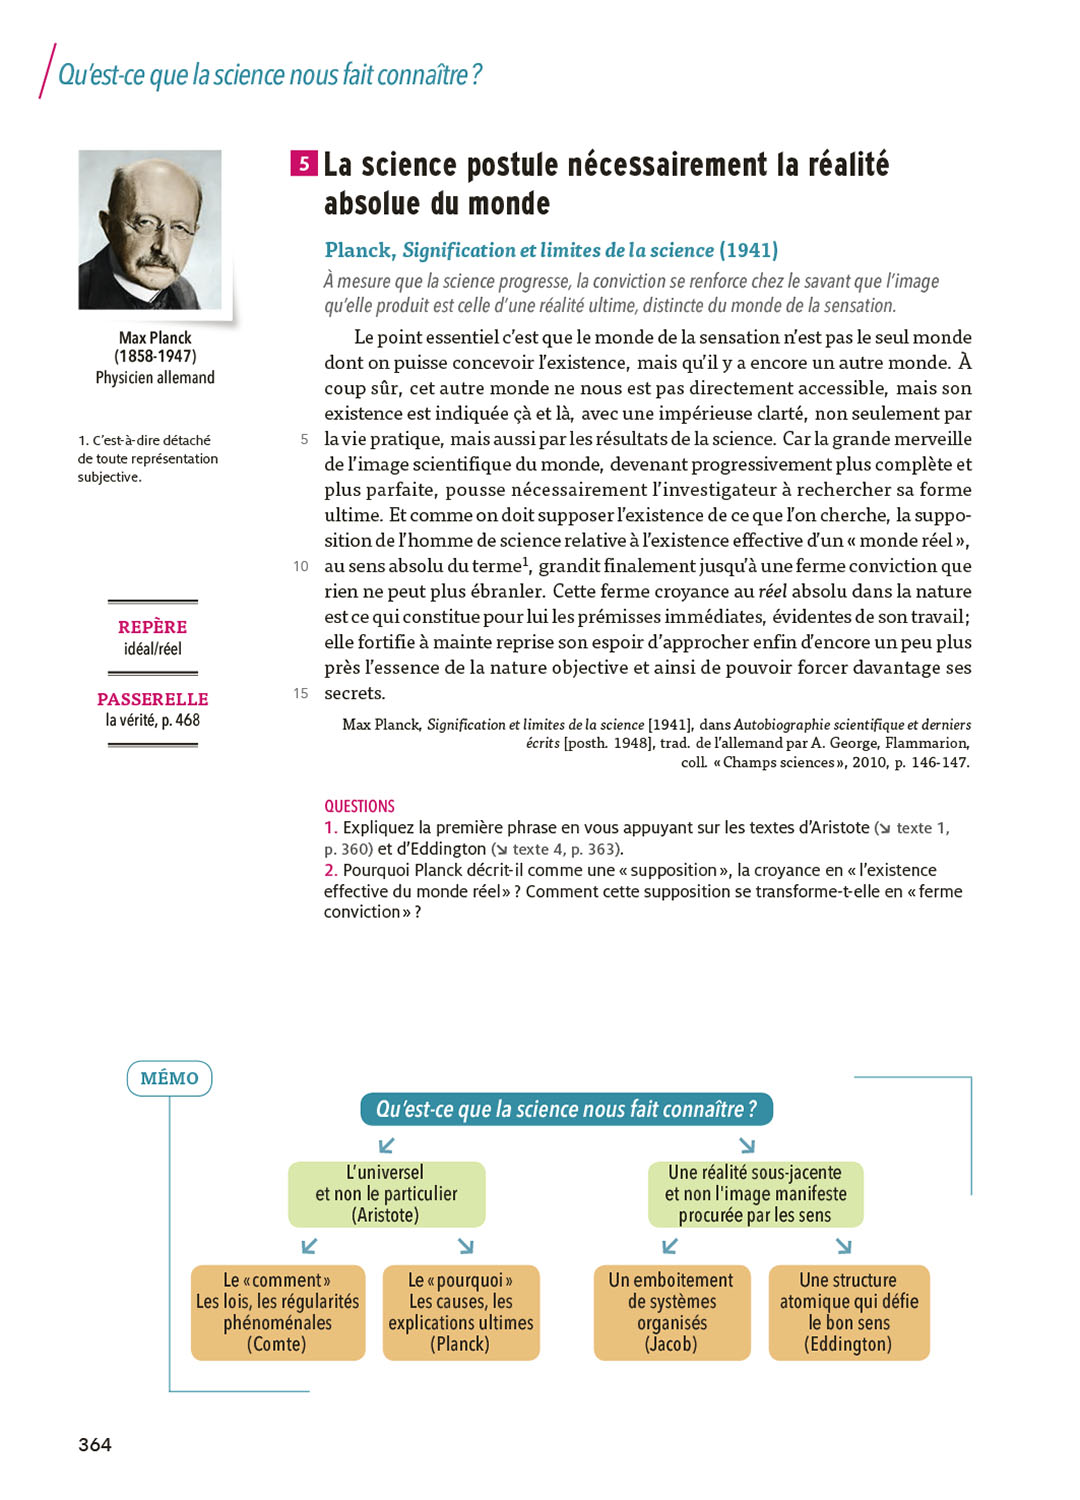 Qu'est-ce que la science nous fait connaître ?
Max Planck
(1858-1947)
Physicien allemand
1. C'est-à-dire détaché
de toute représentation
subjective.
REPÈRE
idéal/réel
PASSERELLE
la vérité, p. 468
5 La science postule nécessairement la réalité
absolue du monde
Planck, Signification et limites de la science (1941)
À mesure que la science progresse, la conviction se renforce chez le savant que l'image
qu'elle produit est celle d'une réalité ultime, distincte du monde de la sensation.
Le point essentiel c'est que le monde de la sensation n'est pas le seul monde
dont on puisse concevoir l'existence, mais qu'il y a encore un autre monde. À
coup sûr, cet autre monde ne nous est pas directement accessible, mais son
existence est indiquée çà et là, avec une impérieuse clarté, non seulement par
5 la vie pratique, mais aussi par les résultats de la science. Car la grande merveille
de l'image scientifique du monde, devenant progressivement plus complète et
plus parfaite, pousse nécessairement l'investigateur à rechercher sa forme
ultime. Et comme on doit supposer l'existence de ce que l'on cherche, la suppo-
sition de l'homme de science relative à l'existence effective d'un « monde réel »,
10 au sens absolu du terme1, grandit finalement jusqu'à une ferme conviction que
rien ne peut plus ébranler. Cette ferme croyance au réel absolu dans la nature
est ce qui constitue pour lui les prémisses immédiates, évidentes de son travail ;
elle fortifie à mainte reprise son espoir d'approcher enfin d'encore un peu plus
près l'essence de la nature objective et ainsi de pouvoir forcer davantage ses
15 secrets.
Max Planck, Signification et limites de la science [1941], dans Autobiographie scientifique et derniers
écrits [posth. 1948], trad. de l'allemand par A. George, Flammarion,
coll. « Champs sciences », 2010, p. 146-147.
QUESTIONS
1. Expliquez la première phrase en vous appuyant sur les textes d'Aristote (↘ texte 1,
p. 360) et d'Eddington (↘ texte 4, p. 363).
2. Pourquoi Planck décrit-il comme une « supposition », la croyance en « l'existence
effective du monde réel » ? Comment cette supposition se transforme-t-elle en « ferme
conviction » ?
MÉMO
Qu'est-ce que la science nous fait connaître ?
L'universel
et non le particulier
(Aristote)
Une réalité sous-jacente
et non l'image manifeste
procurée par les sens
Le « comment »
Les lois, les régularités
phénoménales
(Comte)
Le « pourquoi »
Les causes, les
explications ultimes
(Planck)
Un emboitement
de systèmes
organisés
(Jacob)
Une structure
atomique qui défie
le bon sens
(Eddington)
364